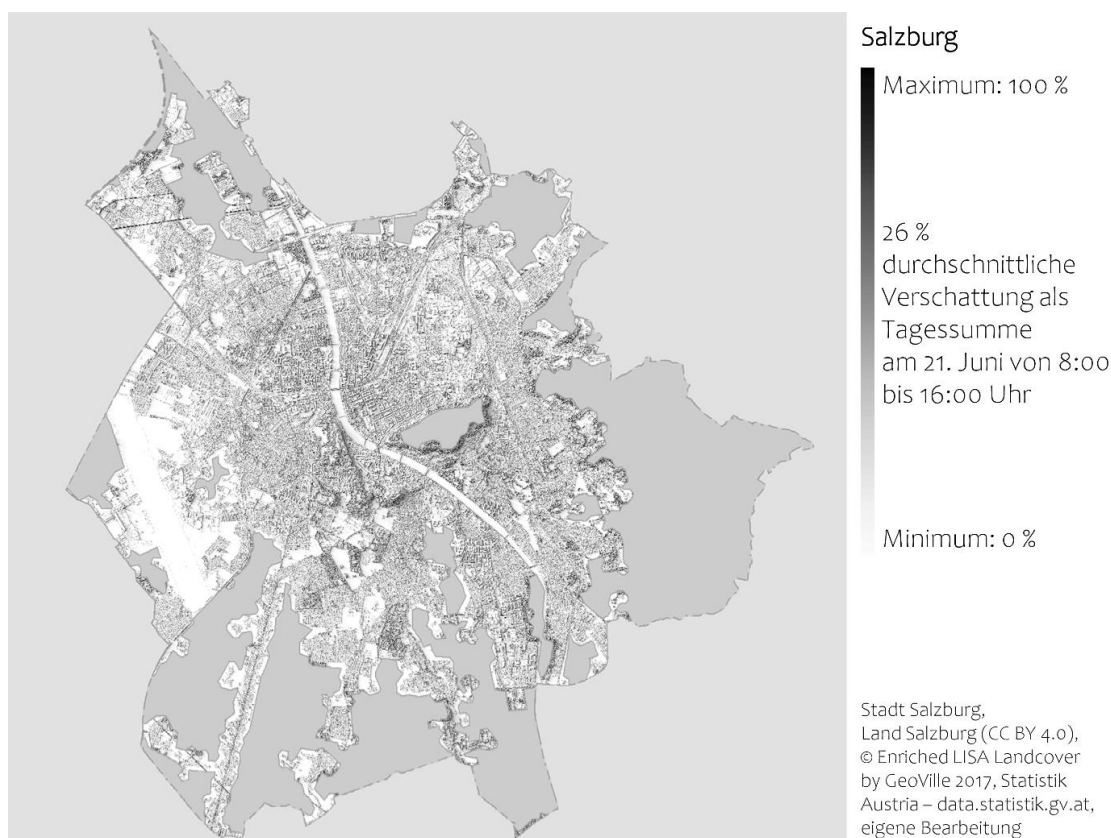 Salzburg
Maximum: 100 %
26 %
durchschnittliche
Verschattung als
Tagessumme
am 21. Juni von 8:00
bis 16:00 Uhr
Minimum: 0 %
Stadt Salzburg,
Land Salzburg (CC BY 4.0),
© Enriched LISA Landcover
by GeoVille 2017, Statistik
Austria – data.statistik.gv.at,
eigene Bearbeitung